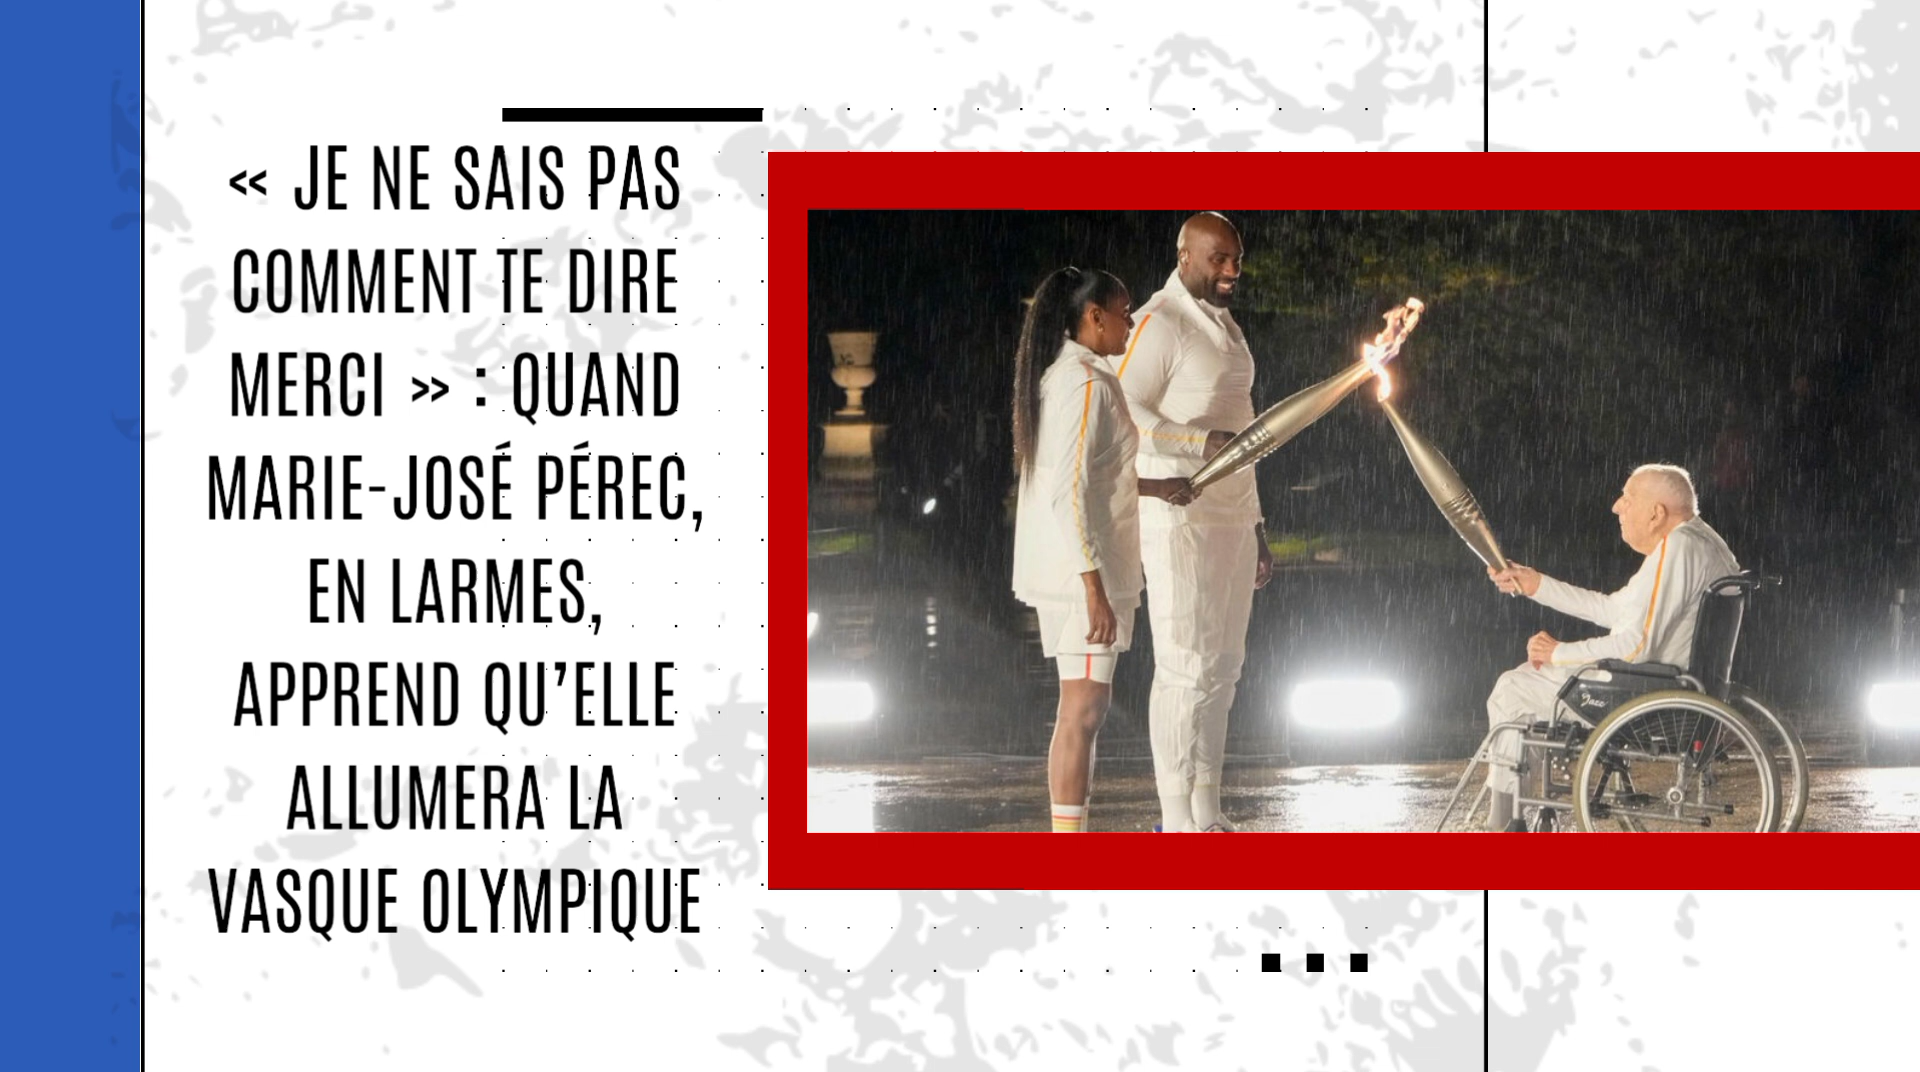 « JE NE SAIS PAS
COMMENT TE DIRE
MERCI » : QUAND
MARIE-JOSÉ PÉREC,
EN LARMES,
APPREND QU’ELLE
ALLUMERA LA
VASQUE OLYMPIQUE
Jazz